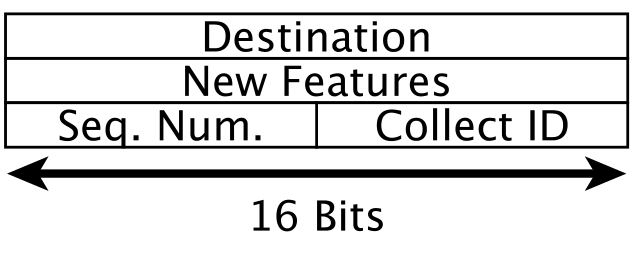 Destination
New Features
Seq. Num. Collect ID
16 Bits